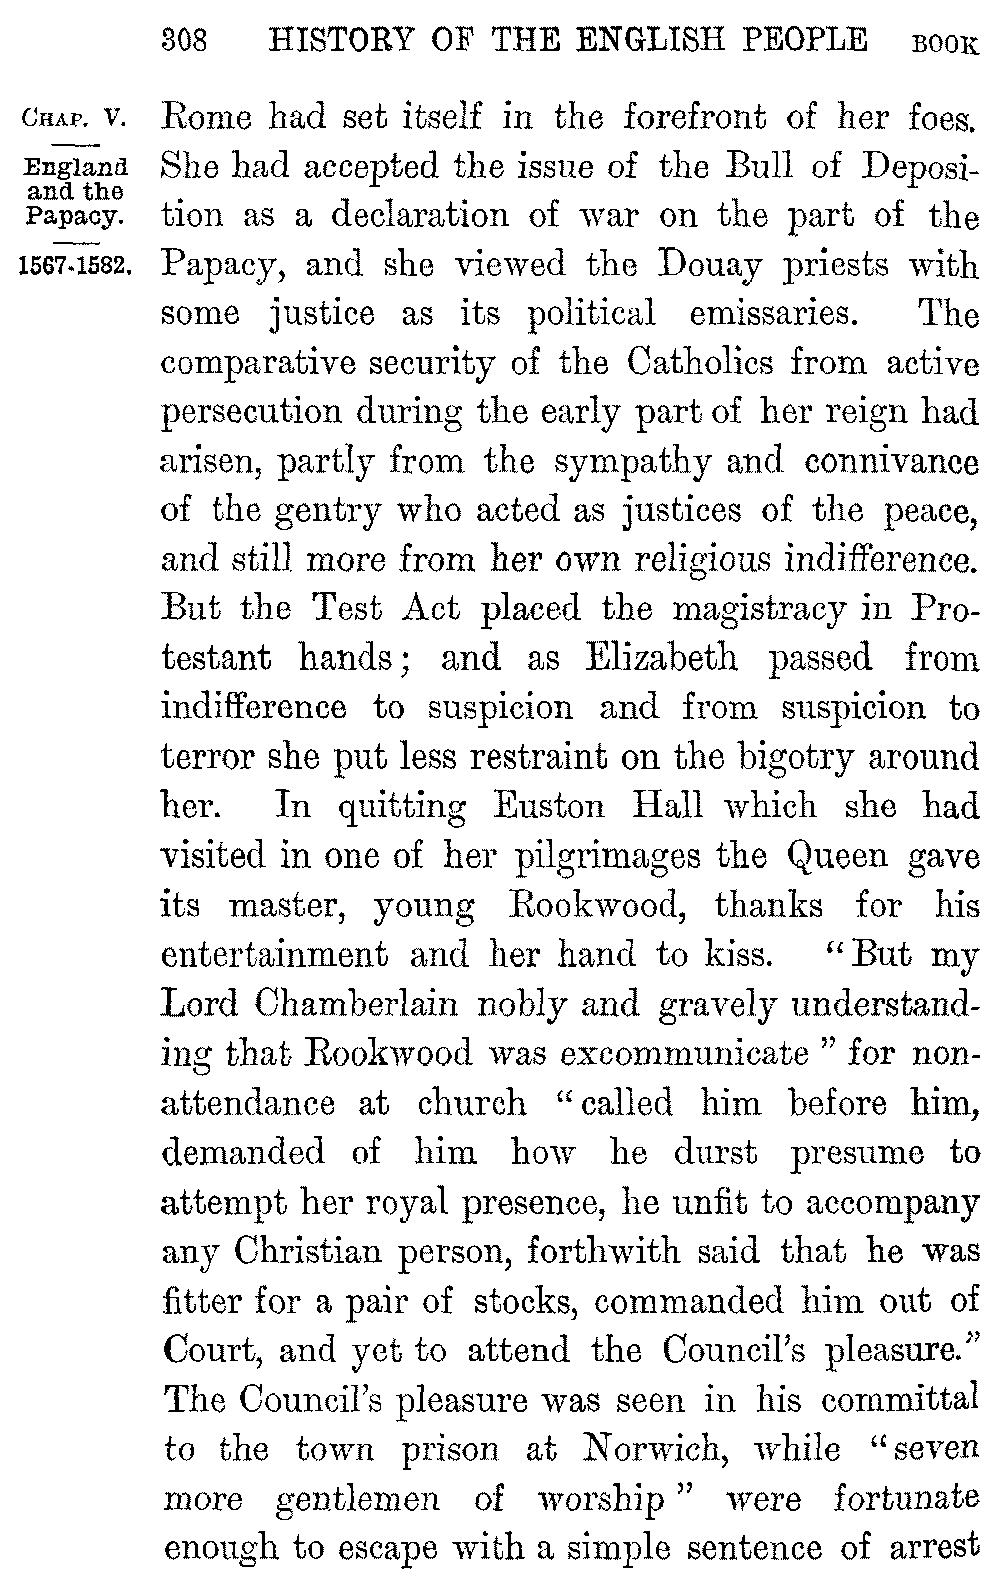 308 HISTORY OF THE ENGLISH PEOPLE BOOK
CHAP. V.
England
and the
Papacy.
1567-1582.
Rome had set itself in the forefront of her foes.
She had accepted the issue of the Bull of Deposi-
tion as a declaration of war on the part of the
Papacy, and she viewed the Douay priests with
some justice as its political emissaries. The
comparative security of the Catholics from active
persecution during the early part of her reign had
arisen, partly from the sympathy and connivance
of the gentry who acted as justices of the peace,
and still more from her own religious indifference.
But the Test Act placed the magistracy in Pro-
testant hands; and as Elizabeth passed from
indifference to suspicion and from suspicion to
terror she put less restraint on the bigotry around
her. In quitting Euston Hall which she had
visited in one of her pilgrimages the Queen gave
its master, young Rookwood, thanks for his
entertainment and her hand to kiss. "But my
Lord Chamberlain nobly and gravely understand-
ing that Rookwood was excommunicate" for non-
attendance at church "called him before him,
demanded of him how he durst presume to
attempt her royal presence, he unfit to accompany
any Christian person, forthwith said that he was
fitter for a pair of stocks, commanded him out of
Court, and yet to attend the Council's pleasure."
The Council's pleasure was seen in his committal
to the town prison at Norwich, while "seven
more gentlemen of worship" were fortunate
enough to escape with a simple sentence of arrest